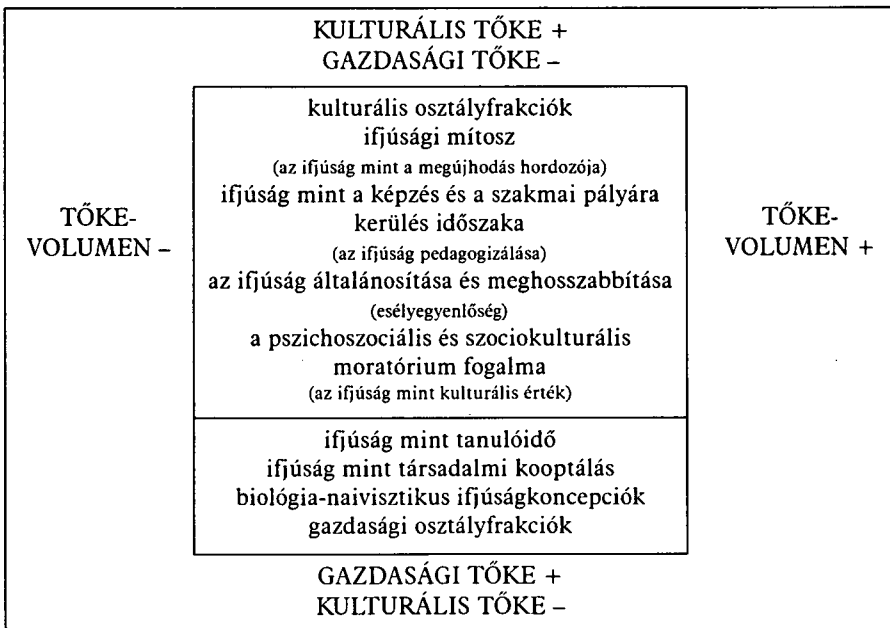 KULTURÁLIS TŐKE +
GAZDASÁGI TŐKE –
kulturális osztályfrakciók
ifjúsági mítosz
(az ifjúság mint a megújhodás hordozója)
ifjúság mint a képzés és a szakmai pályára
kerülés időszaka
(az ifjúság pedagogizálása)
az ifjúság általánosítása és meghosszabbítása
(esélyegyenlőség)
a pszichoszociális és szociokulturális
moratórium fogalma
(az ifjúság mint kulturális érték)
TŐKE-
VOLUMEN –
TŐKE-
VOLUMEN +
ifjúság mint tanulóidő
ifjúság mint társadalmi kooptálás
biológia-naivisztikus ifjúságkoncepciók
gazdasági osztályfrakciók
GAZDASÁGI TŐKE +
KULTURÁLIS TŐKE –